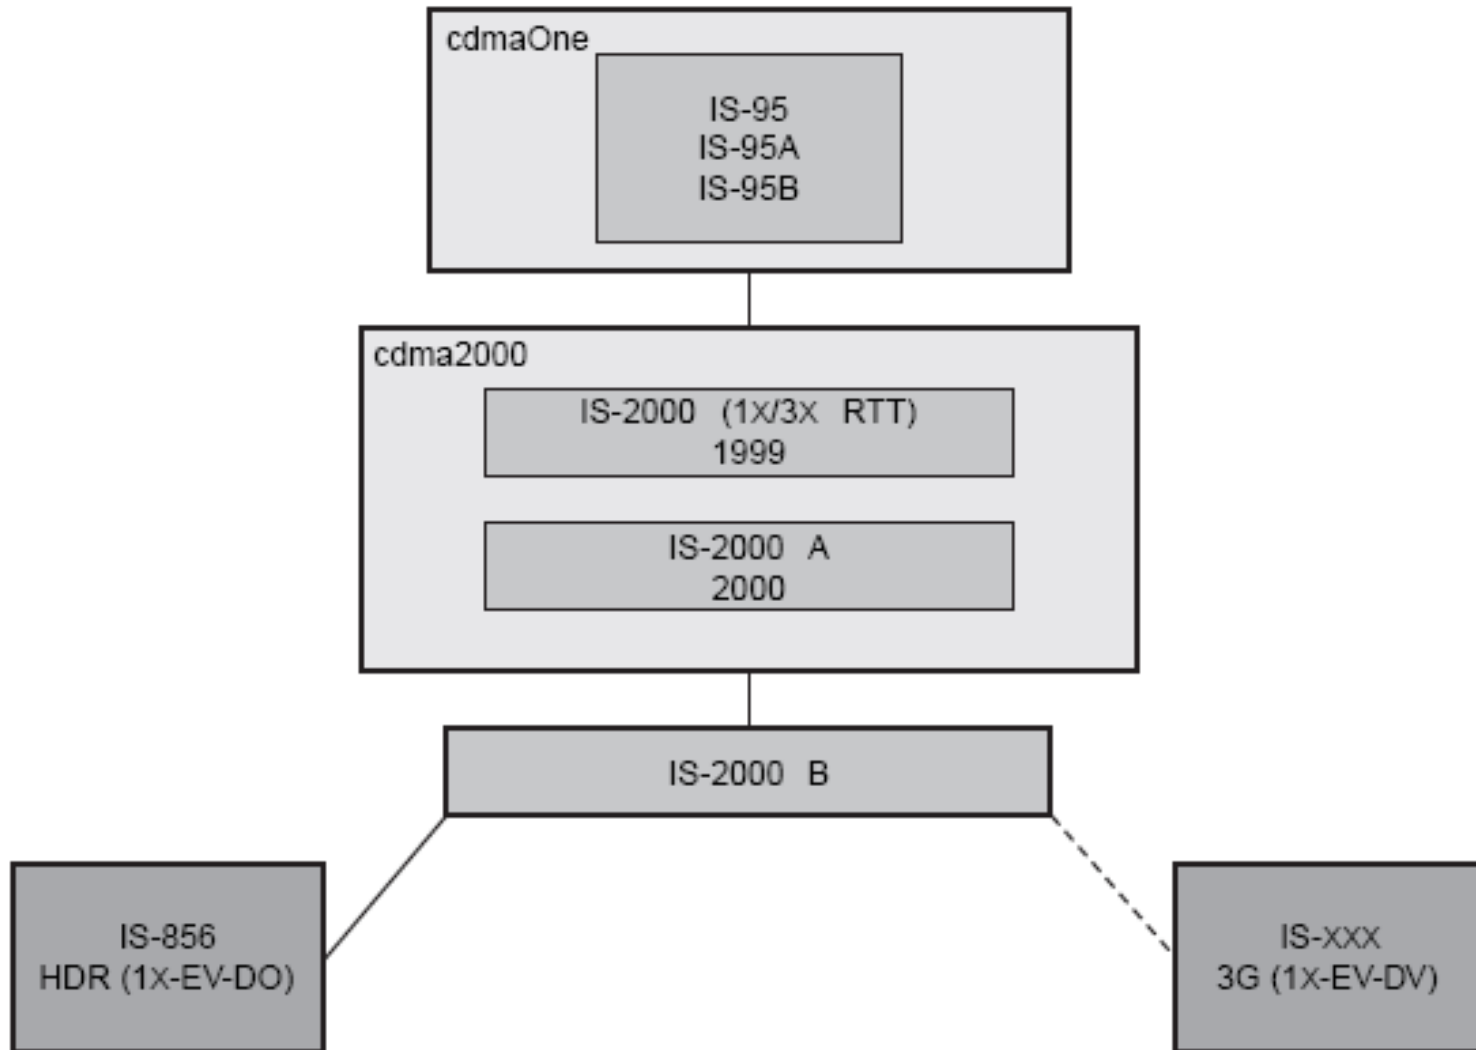 cdmaOne
IS-95
IS-95A
IS-95B
cdma2000
IS-2000 (1X/3X RTT)
1999
IS-2000 A
2000
IS-2000 B
IS-856
HDR (1X-EV-DO)
IS-XXX
3G (1X-EV-DV)